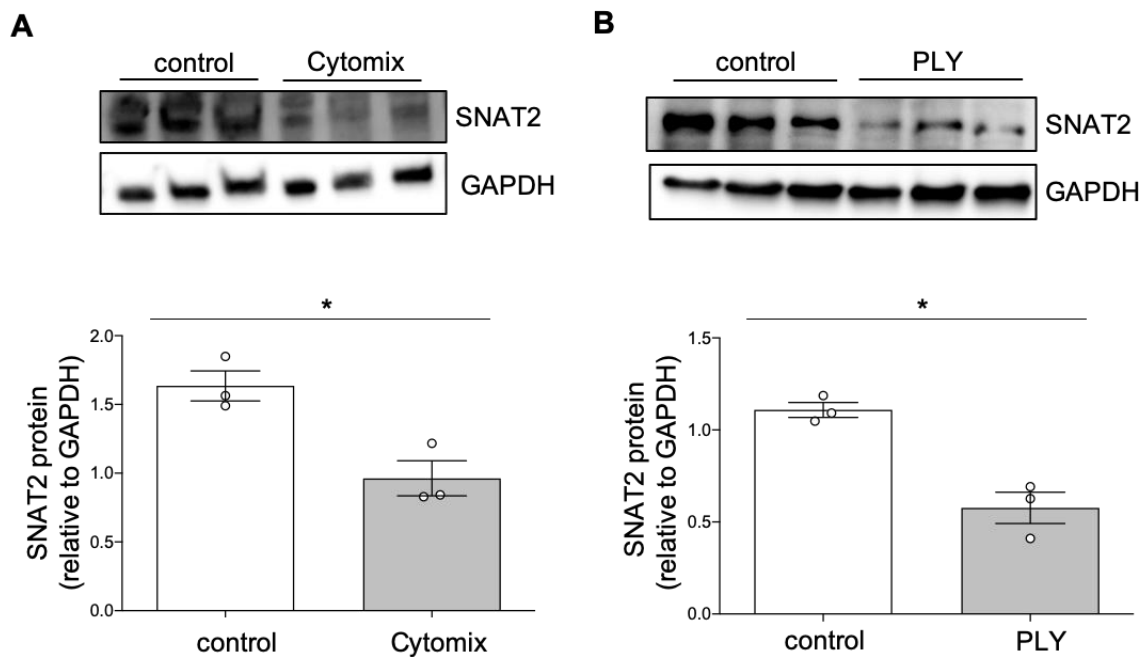 A
control Cytomix
SNAT2
GAPDH
*
SNAT2 protein
(relative to GAPDH)
2.0
1.5
1.0
0.5
0.0
control Cytomix
B
control PLY
SNAT2
GAPDH
*
SNAT2 protein
(relative to GAPDH)
1.5
1.0
0.5
0.0
control PLY